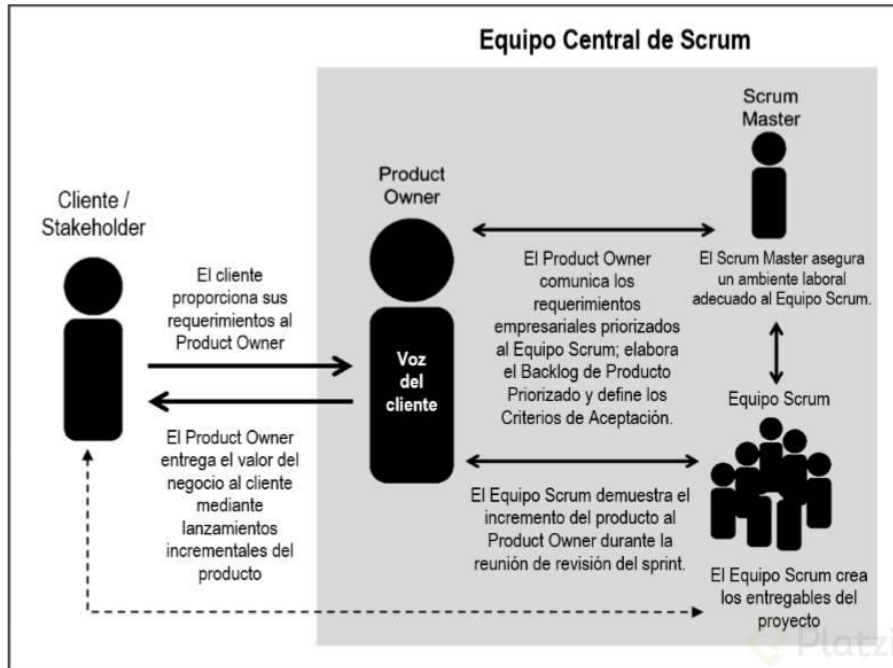 Equipo Central de Scrum
Scrum
Master
Product
Owner
Cliente /
Stakeholder
El cliente
proporciona sus
requerimientos al
Product Owner
Voz
del
cliente
El Product Owner
entrega el valor del
negocio al cliente
mediante
lanzamientos
incrementales del
producto
El Product Owner
comunica los
requerimientos
empresariales priorizados
al Equipo Scrum; elabora
el Backlog de Producto
Priorizado y define los
Criterios de Aceptación.
El Scrum Master asegura
un ambiente laboral
adecuado al Equipo Scrum.
Equipo Scrum
El Equipo Scrum demuestra el
incremento del producto al
Product Owner durante la
reunión de revisión del sprint.
El Equipo Scrum crea
los entregables del
proyecto
Platzi